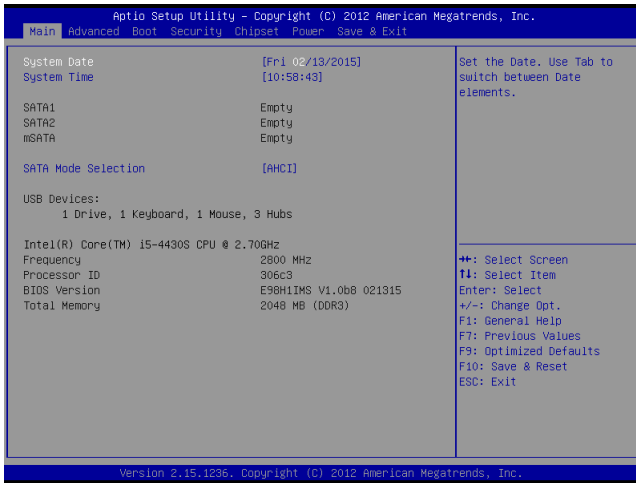 Aptio Setup Utility – Copyright (C) 2012 American Megatrends, Inc.
Main Advanced Boot Security Chipset Power Save & Exit
System Date [Fri 02/13/2015]
System Time [10:58:43]
SATA1 Empty
SATA2 Empty
mSATA Empty
SATA Mode Selection [AHCI]
USB Devices:
1 Drive, 1 Keyboard, 1 Mouse, 3 Hubs
Intel(R) Core(TM) i5-4430S CPU @ 2.70GHz
Frequency 2800 MHz
Processor ID 306c3
BIOS Version E98H1IMS V1.0b8 021315
Total Memory 2048 MB (DDR3)
Set the Date. Use Tab to
switch between Date
elements.
→←: Select Screen
↑↓: Select Item
Enter: Select
+/-: Change Opt.
F1: General Help
F7: Previous Values
F9: Optimized Defaults
F10: Save & Reset
ESC: Exit
Version 2.15.1236. Copyright (C) 2012 American Megatrends, Inc.